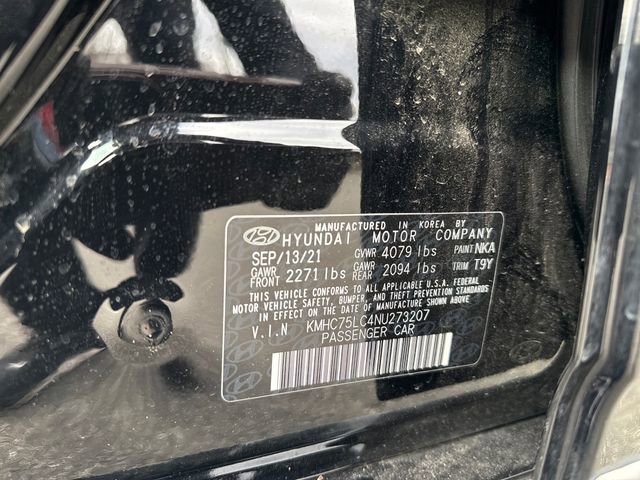 MANUFACTURED IN KOREA BY
HYUNDAI MOTOR COMPANY
SEP/13/21 GVWR 4079 lbs PAINT NKA
GAWR FRONT 2271 lbs GAWR REAR 2094 lbs TRIM T9Y
THIS VEHICLE CONFORMS TO ALL APPLICABLE U.S.A. FEDERAL
MOTOR VEHICLE SAFETY, BUMPER, AND THEFT PREVENTION STANDARDS
IN EFFECT ON THE DATE OF MANUFACTURE SHOWN ABOVE.
V.I.N KMHC75LC4NU273207
PASSENGER CAR